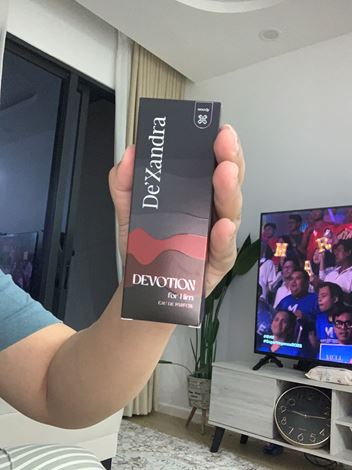 De'Xandra
DEVOTION
for Him
EAU DE PARFUM